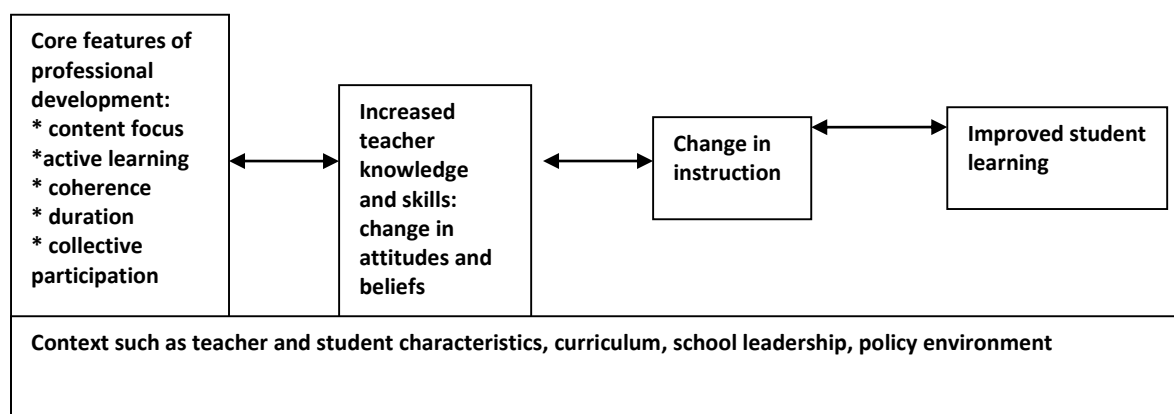 Core features of
professional
development:
* content focus
*active learning
* coherence
* duration
* collective
participation
Increased
teacher
knowledge
and skills:
change in
attitudes and
beliefs
Change in
instruction
Improved student
learning
Context such as teacher and student characteristics, curriculum, school leadership, policy environment